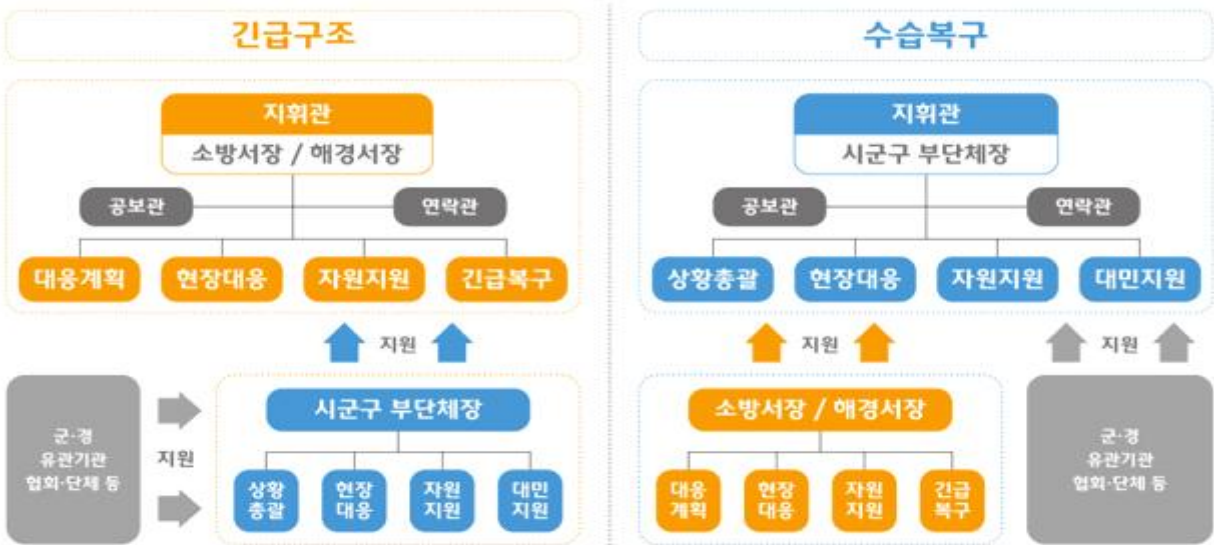 긴급구조
지휘관
소방서장 / 해경서장
공보관
연락관
대응계획
현장대응
자원지원
긴급복구
지원
군·경
유관기관
협회·단체 등
지원
시군구 부단체장
상황
총괄
현장
대응
자원
지원
대민
지원
수습복구
지휘관
시군구 부단체장
공보관
연락관
상황총괄
현장대응
자원지원
대민지원
지원
지원
소방서장 / 해경서장
대응
계획
현장
대응
자원
지원
긴급
복구
군·경
유관기관
협회·단체 등